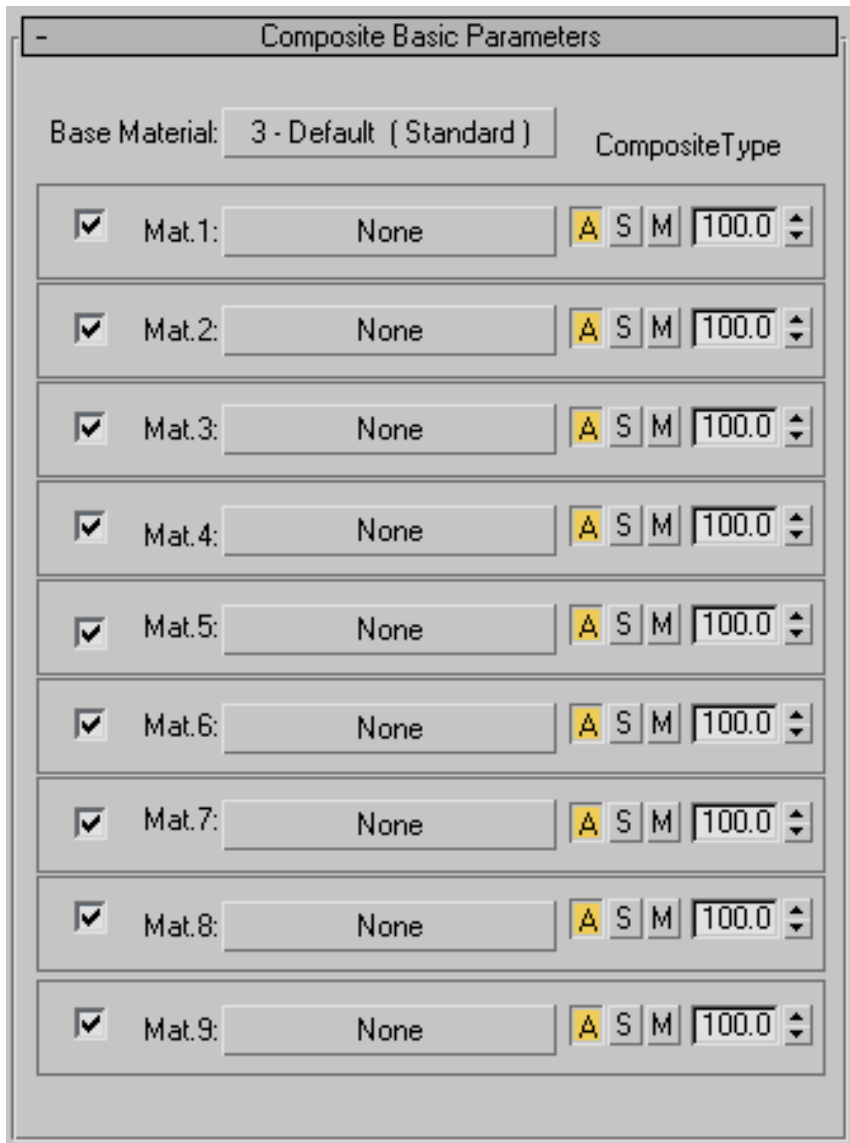 - Composite Basic Parameters
Base Material: 3 - Default ( Standard ) CompositeType
Mat.1: None A S M 100.0
Mat.2: None A S M 100.0
Mat.3: None A S M 100.0
Mat.4: None A S M 100.0
Mat.5: None A S M 100.0
Mat.6: None A S M 100.0
Mat.7: None A S M 100.0
Mat.8: None A S M 100.0
Mat.9: None A S M 100.0